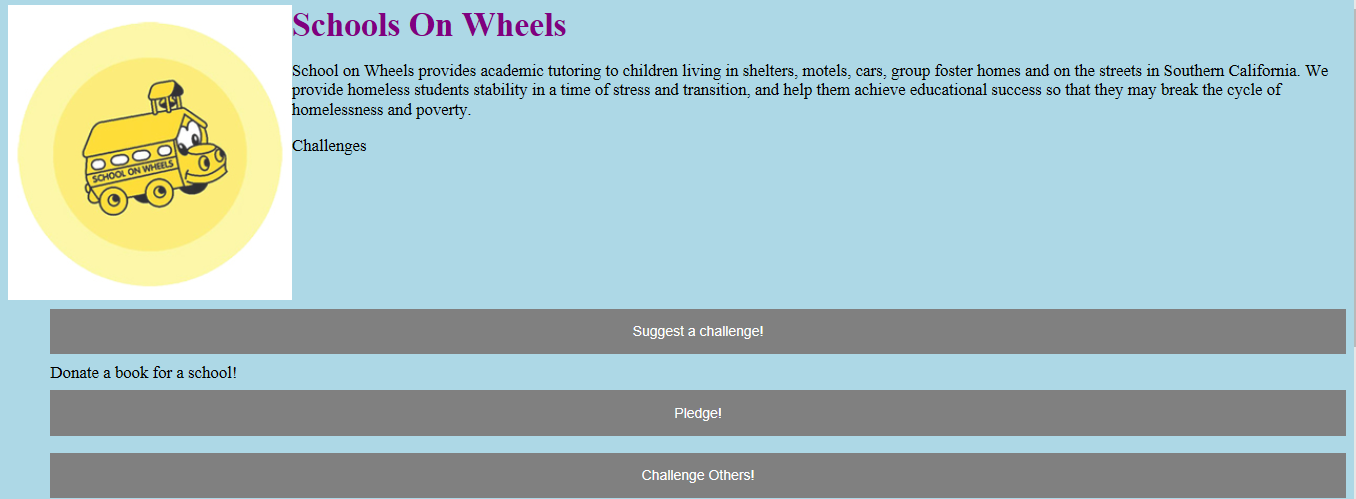 Schools On Wheels
School on Wheels provides academic tutoring to children living in shelters, motels, cars, group foster homes and on the streets in Southern California. We
provide homeless students stability in a time of stress and transition, and help them achieve educational success so that they may break the cycle of
homelessness and poverty.
Challenges
SCHOOL ON WHEELS
Suggest a challenge!
Donate a book for a school!
Pledge!
Challenge Others!